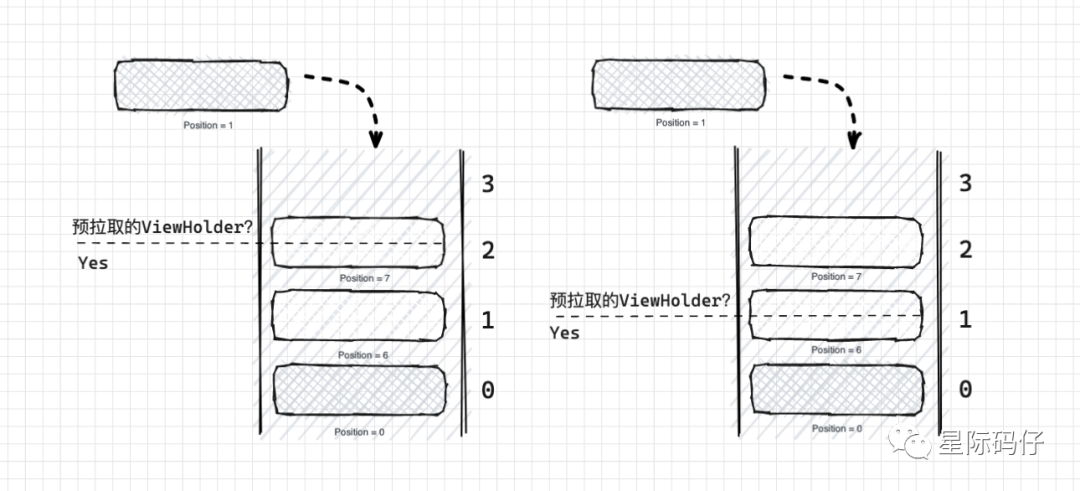 Position = 1
3
预拉取的ViewHolder?
2
Yes
Position = 7
1
Position = 6
0
Position = 0
Position = 1
3
2
Position = 7
预拉取的ViewHolder?
1
Yes
Position = 6
0
Position = 0
星际码仔